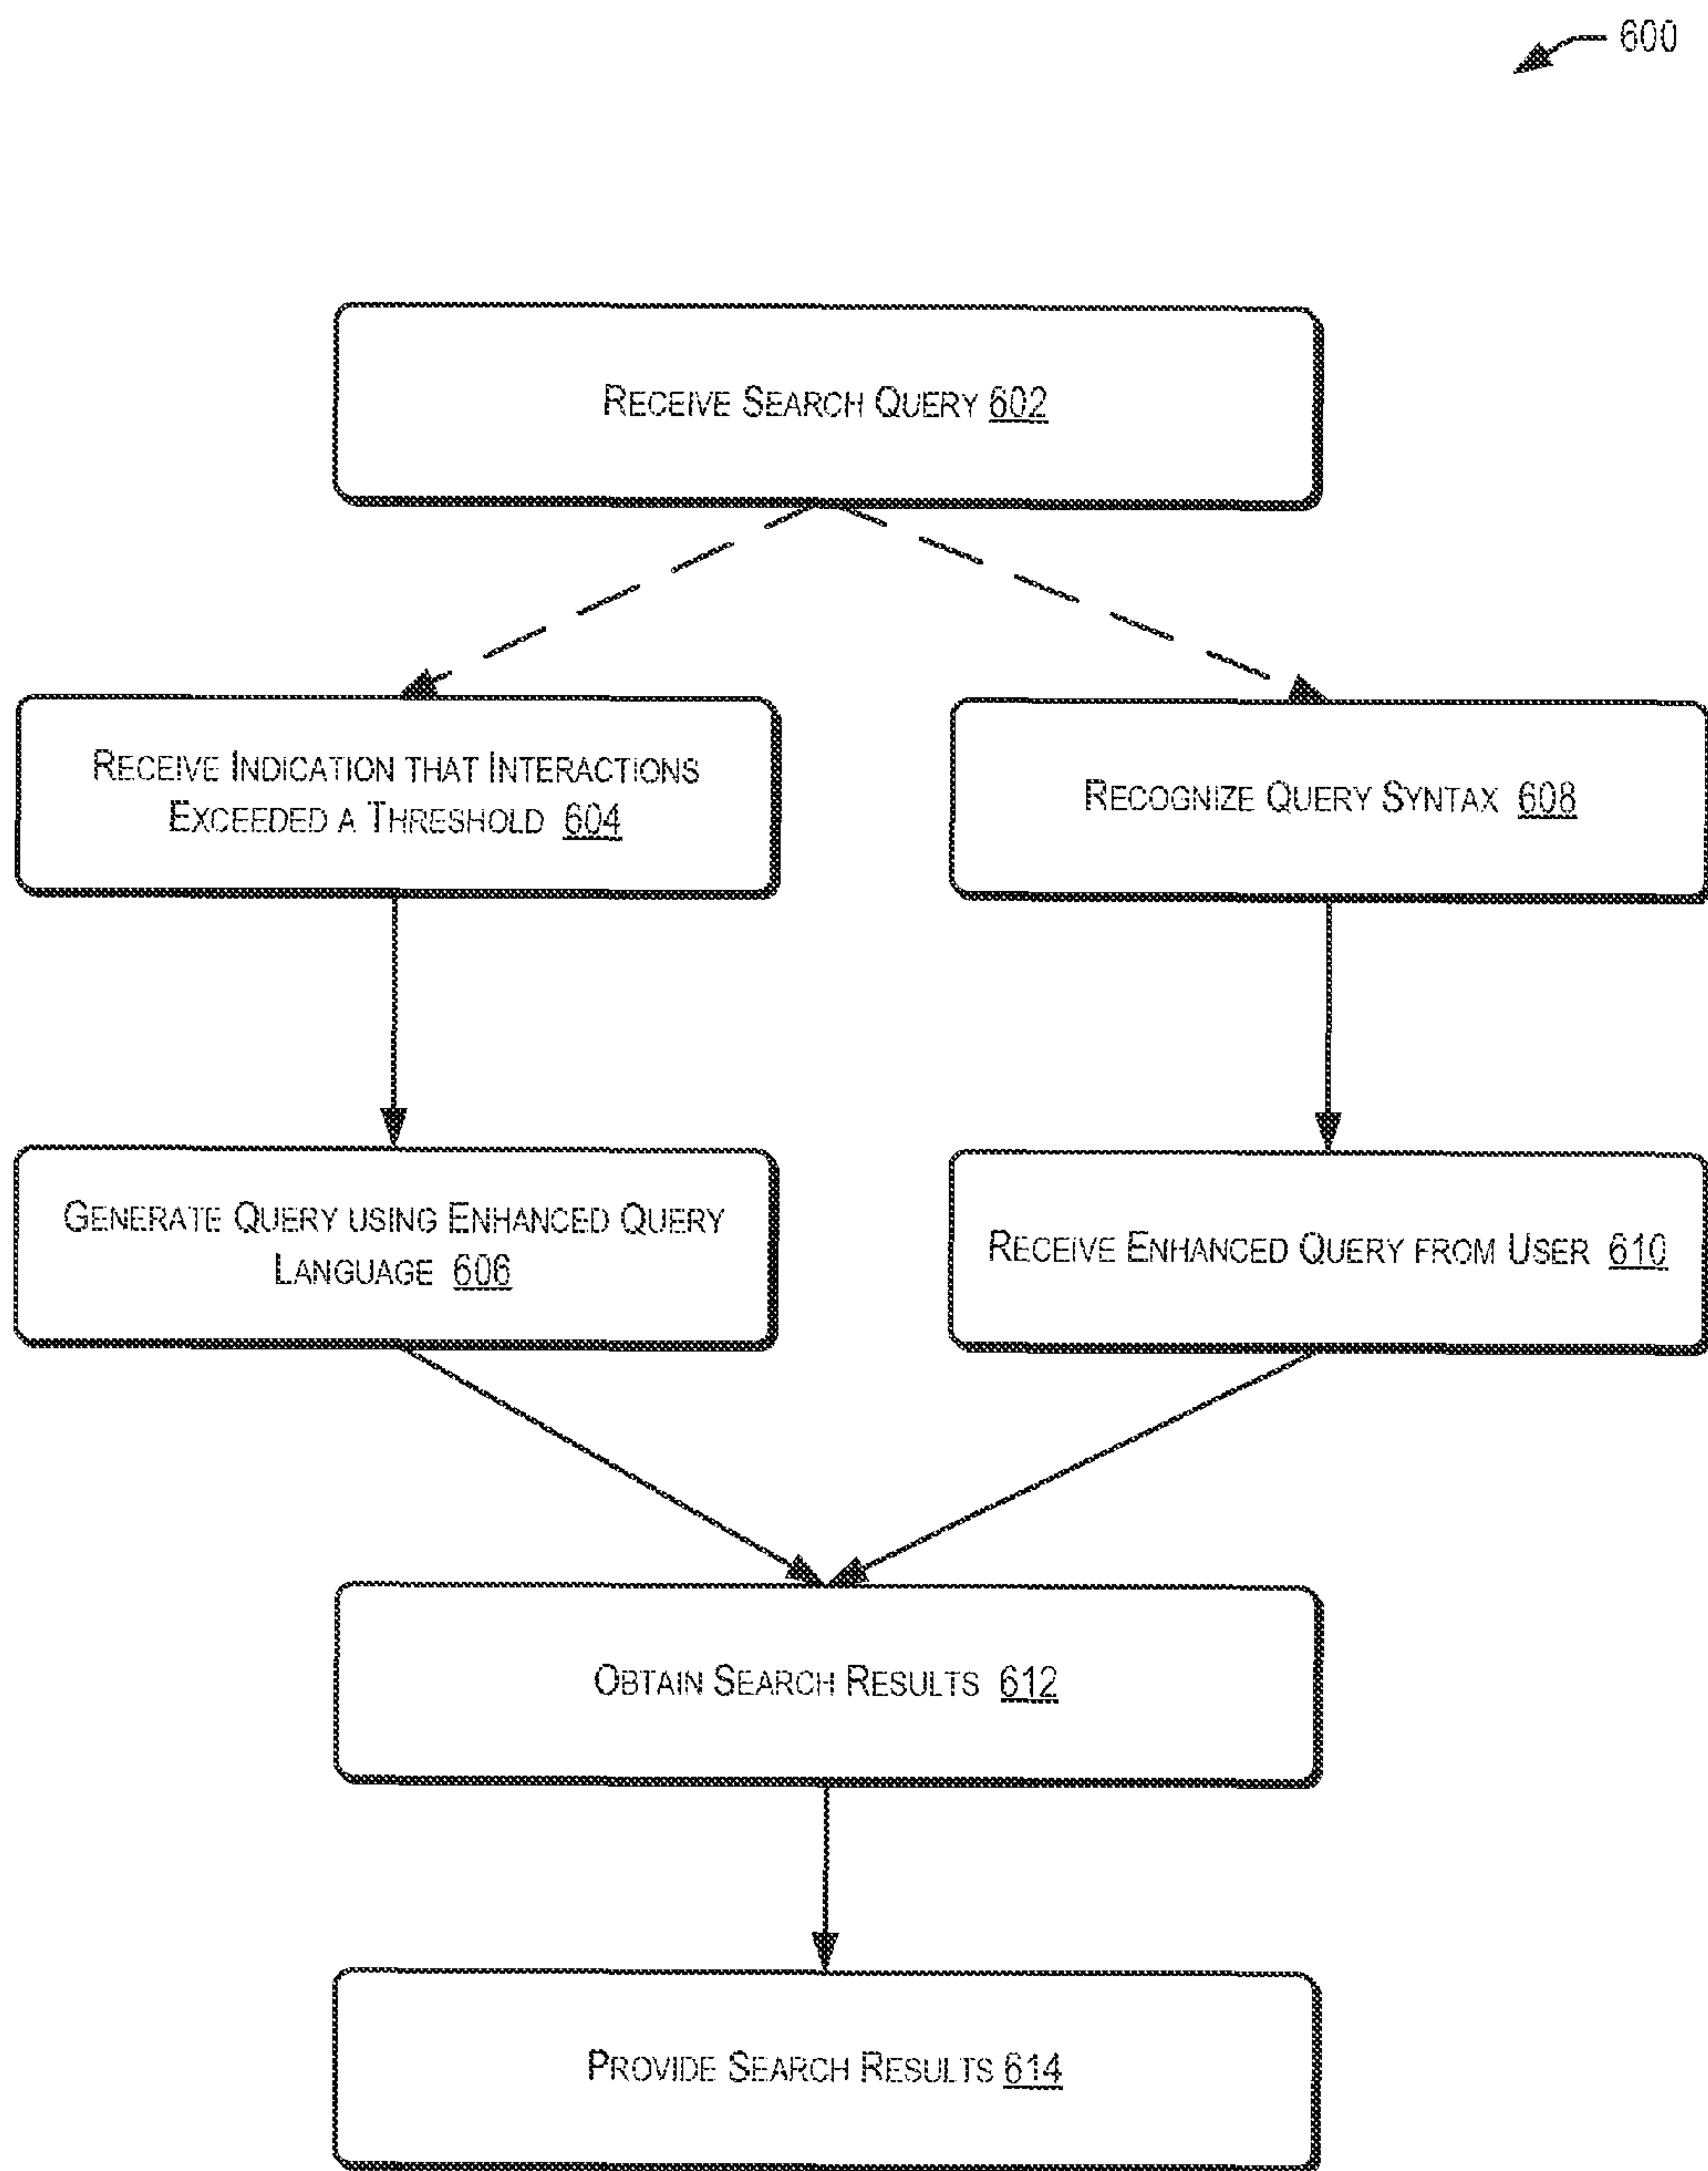 600
RECEIVE SEARCH QUERY 602
RECEIVE INDICATION THAT INTERACTIONS
EXCEEDED A THRESHOLD 604
RECOGNIZE QUERY SYNTAX 608
GENERATE QUERY USING ENHANCED QUERY
LANGUAGE 606
RECEIVE ENHANCED QUERY FROM USER 610
OBTAIN SEARCH RESULTS 612
PROVIDE SEARCH RESULTS 614